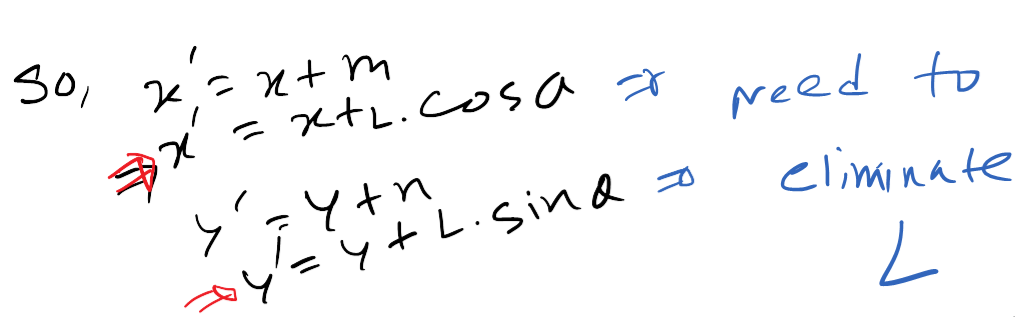 So, x' = x + m
⇒ x' = x + L . cos a ⇒ need to
y' = y + n
⇒ y' = y + L . sin a ⇒ eliminate
L